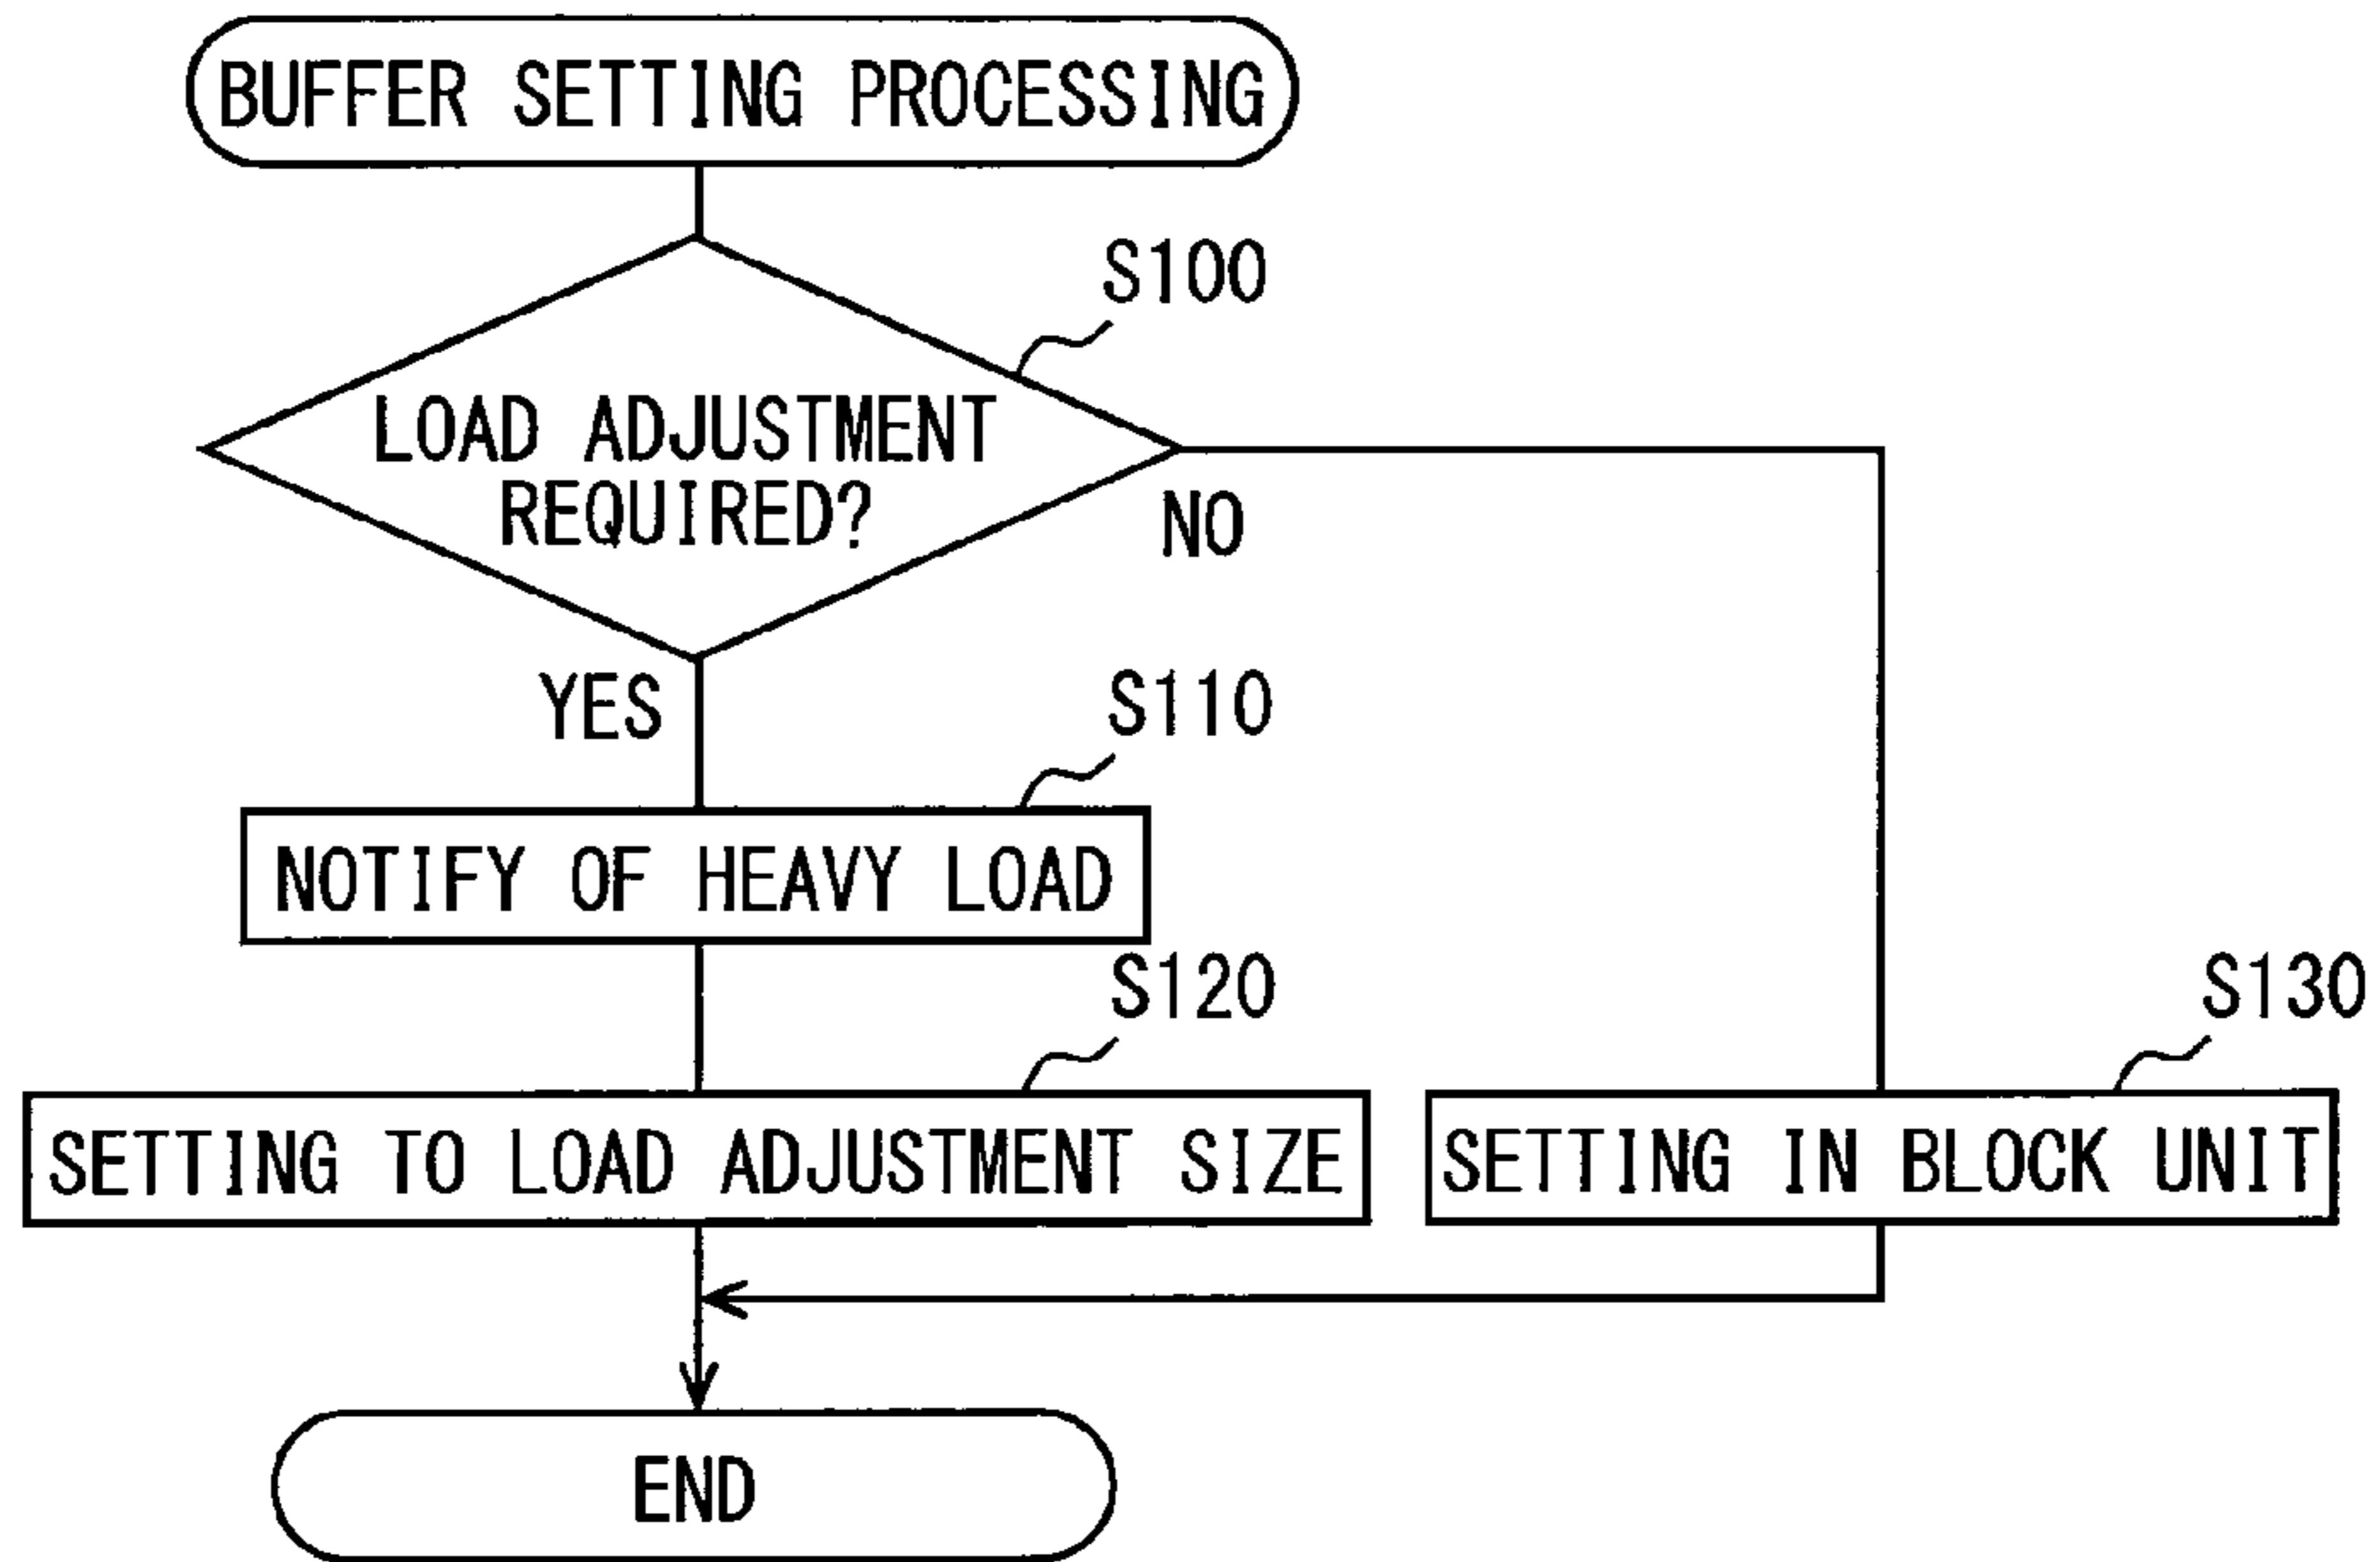 BUFFER SETTING PROCESSING
S100
LOAD ADJUSTMENT
REQUIRED?
NO
YES
S110
NOTIFY OF HEAVY LOAD
S120
S130
SETTING TO LOAD ADJUSTMENT SIZE
SETTING IN BLOCK UNIT
END